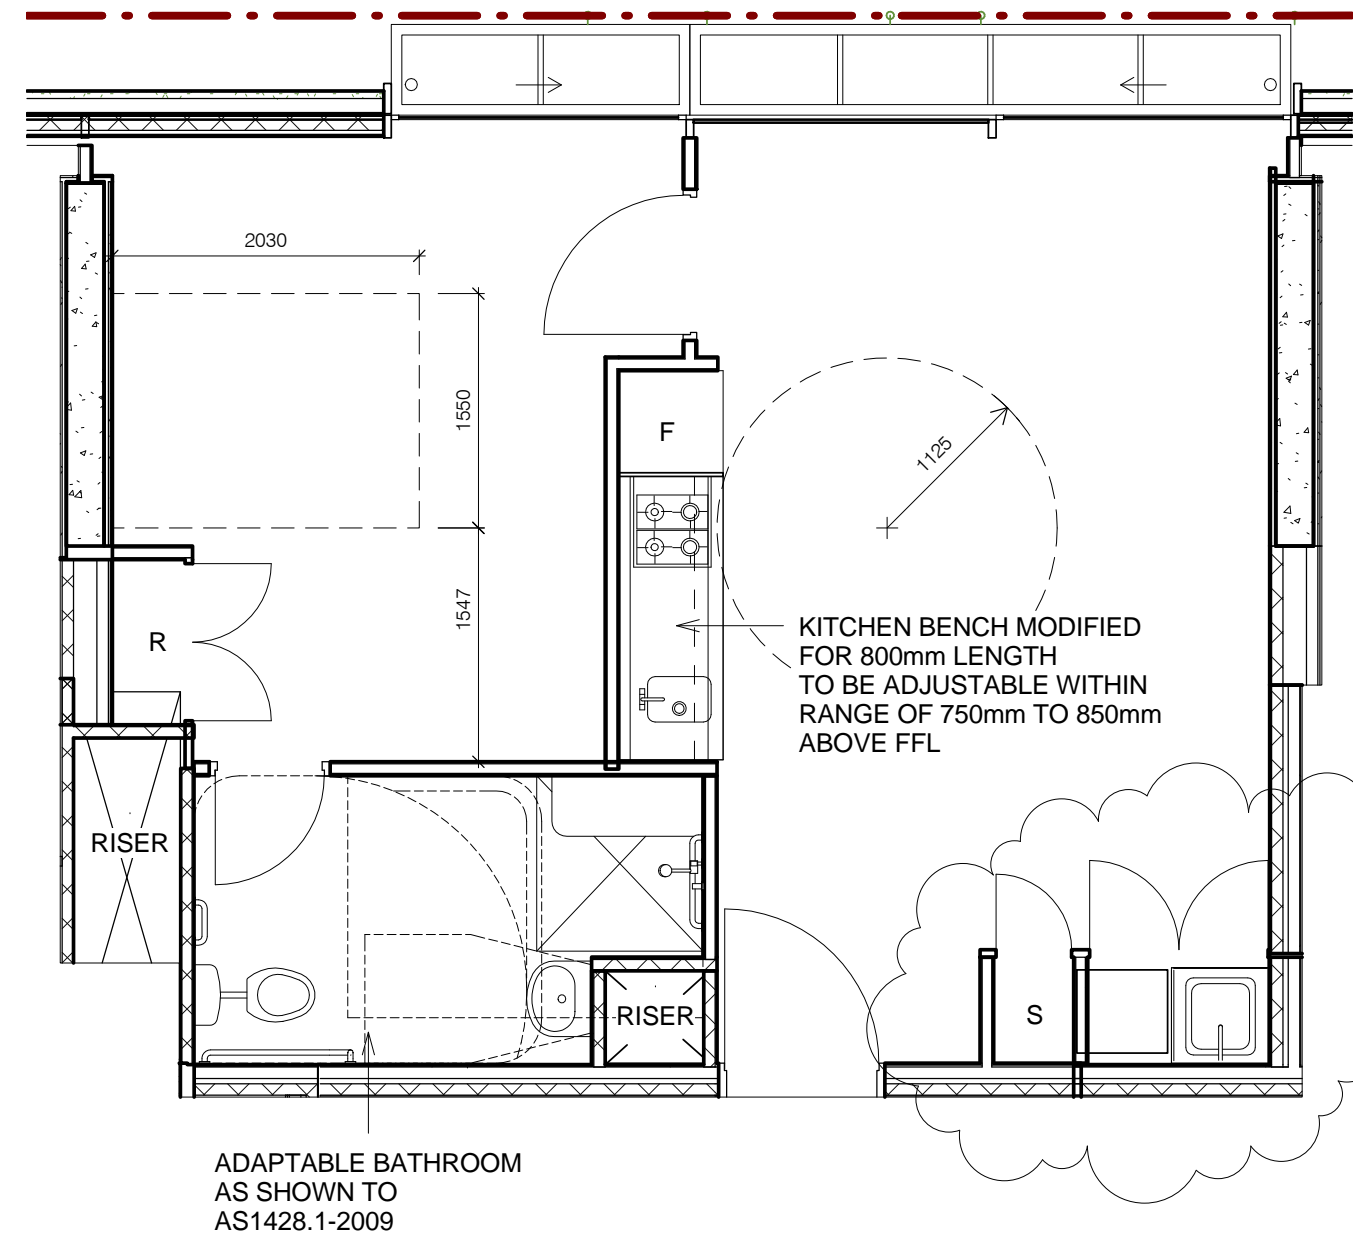 2030
1550
F
1125
1547
R
KITCHEN BENCH MODIFIED
FOR 800mm LENGTH
TO BE ADJUSTABLE WITHIN
RANGE OF 750mm TO 850mm
ABOVE FFL
RISER
RISER
S
ADAPTABLE BATHROOM
AS SHOWN TO
AS1428.1-2009